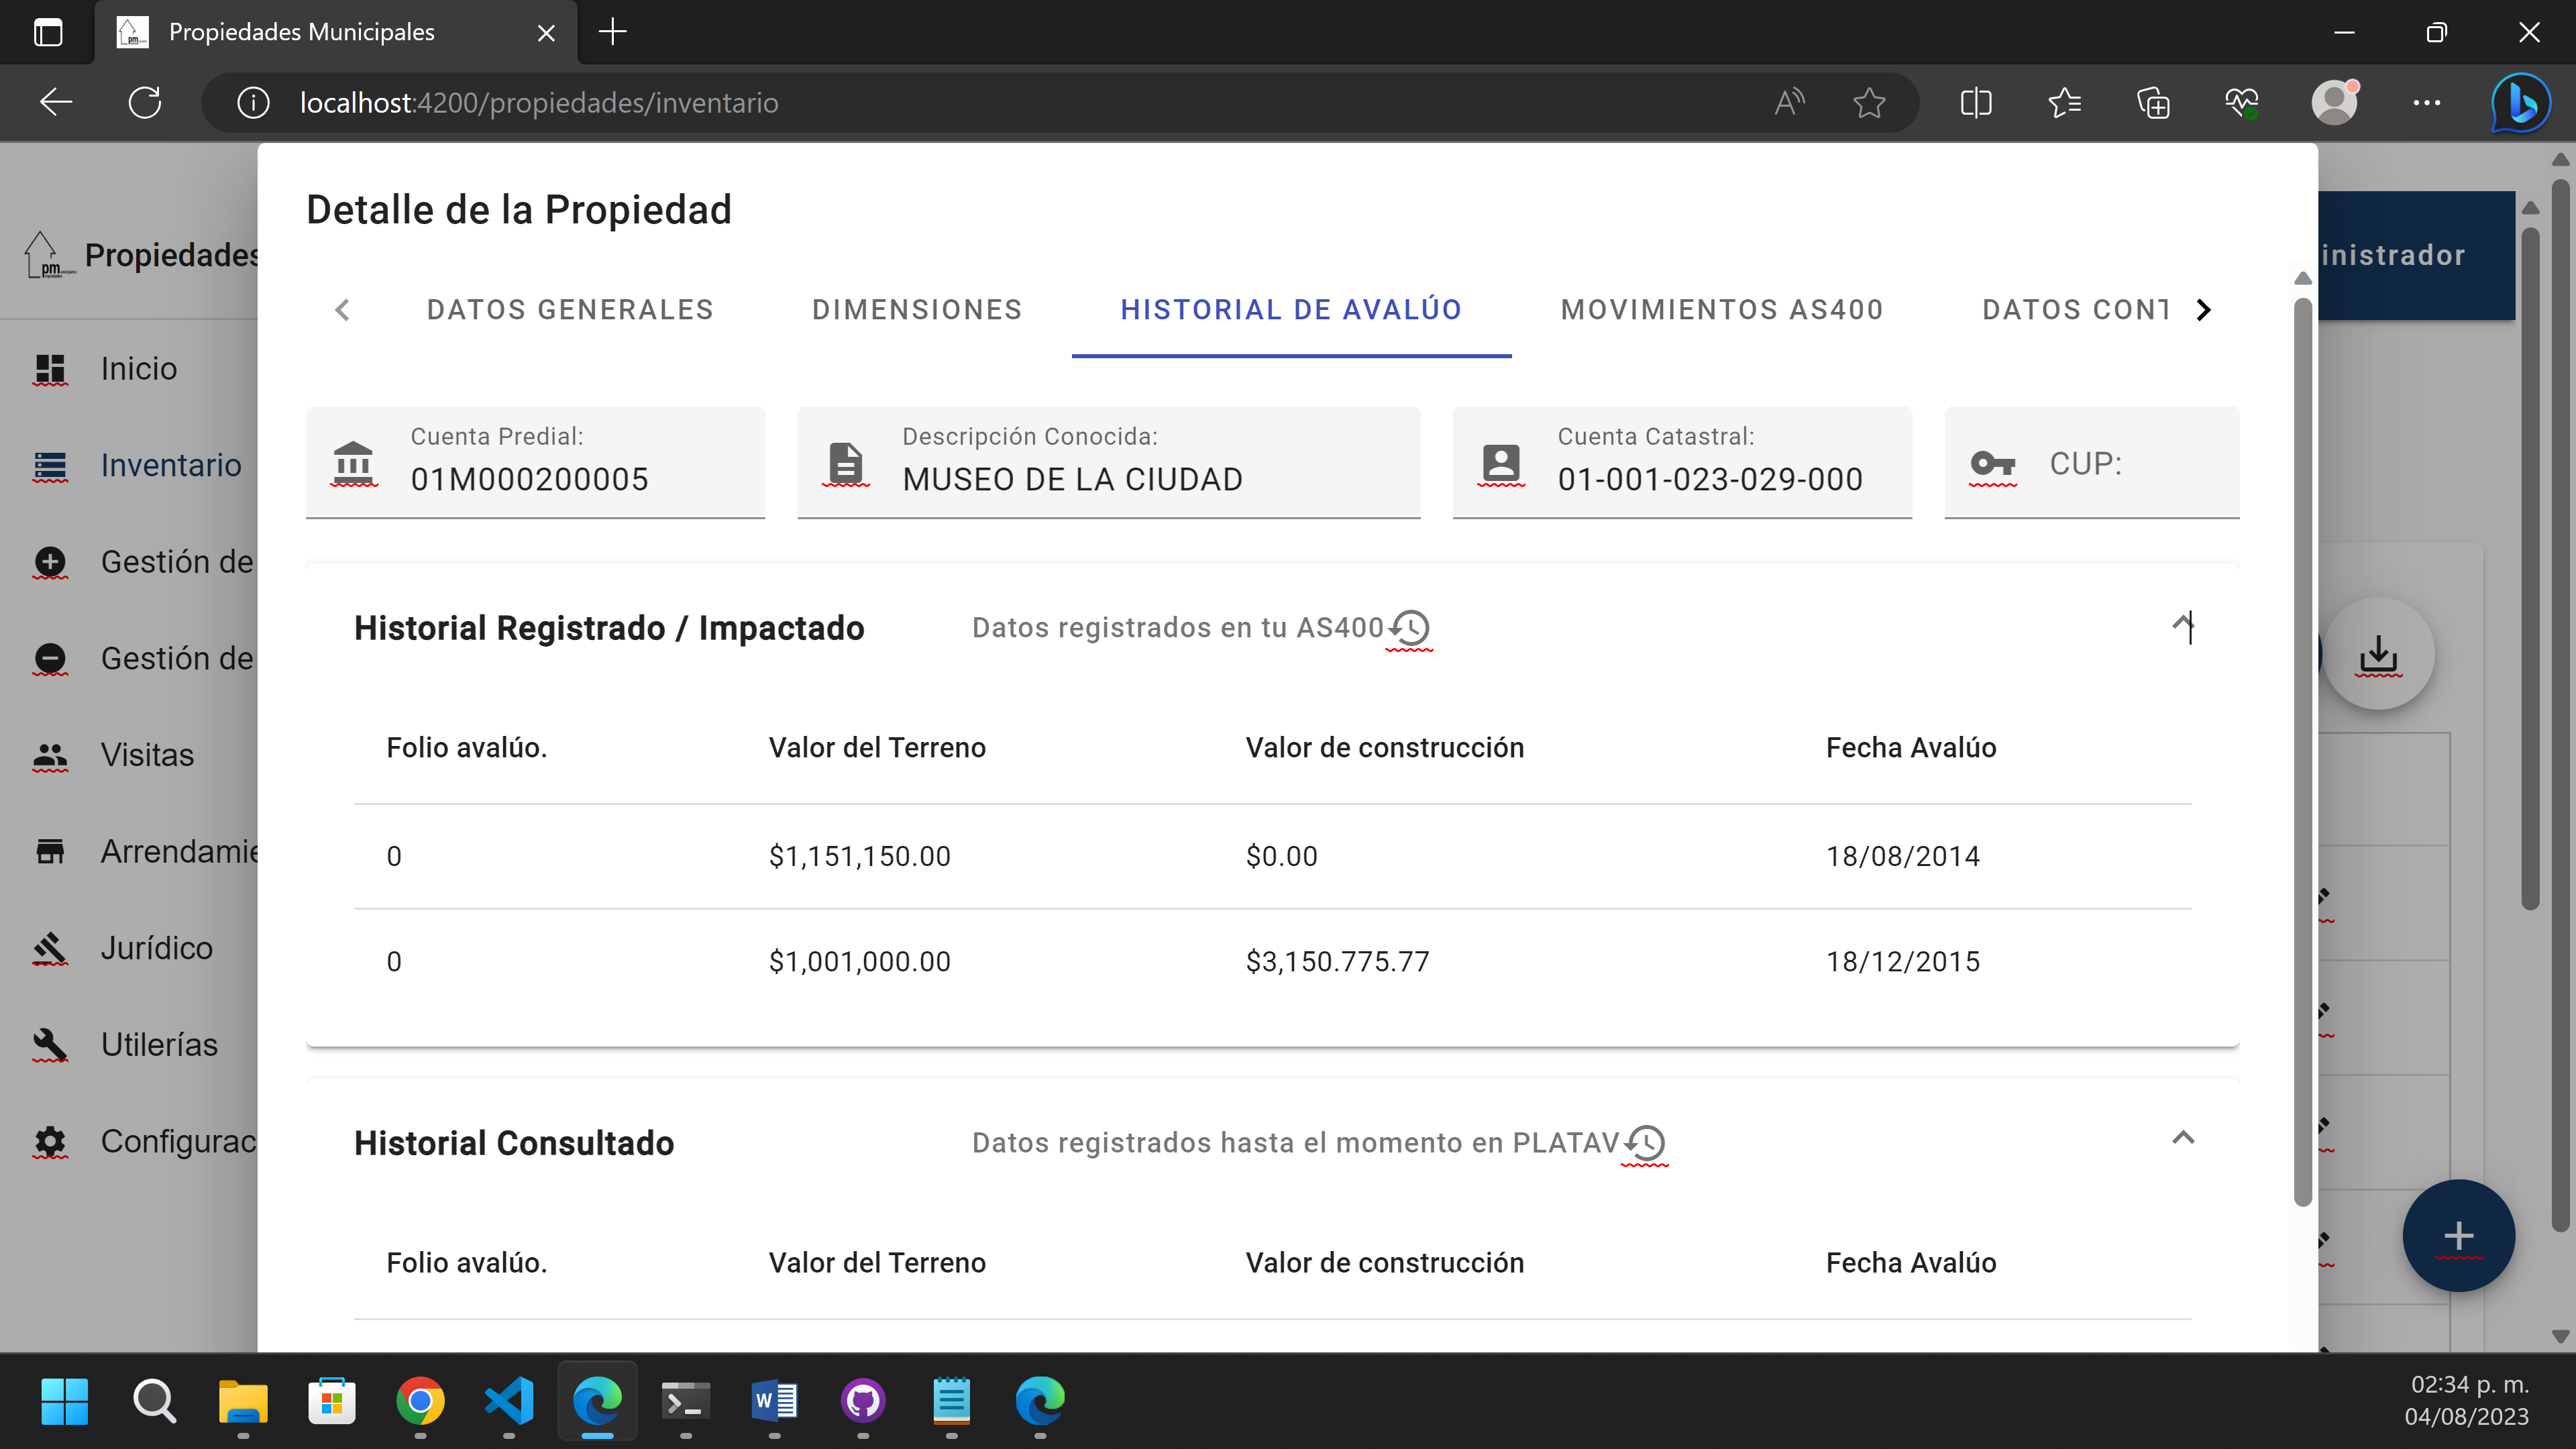 Propiedades Municipales
localhost:4200/propiedades/inventario
Detalle de la Propiedad
pm Propiedades
inistrador
DATOS GENERALES DIMENSIONES HISTORIAL DE AVALÚO MOVIMIENTOS AS400 DATOS CONT
Inicio
Inventario
Gestión de
Gestión de
Visitas
Arrendamie
Jurídico
Utilerías
Configurac
Cuenta Predial:
01M000200005
Descripción Conocida:
MUSEO DE LA CIUDAD
Cuenta Catastral:
01-001-023-029-000
CUP:
Historial Registrado / Impactado Datos registrados en tu AS400
Folio avalúo. Valor del Terreno Valor de construcción Fecha Avalúo
0 $1,151,150.00 $0.00 18/08/2014
0 $1,001,000.00 $3,150.775.77 18/12/2015
Historial Consultado Datos registrados hasta el momento en PLATAV
Folio avalúo. Valor del Terreno Valor de construcción Fecha Avalúo
02:34 p. m.
04/08/2023